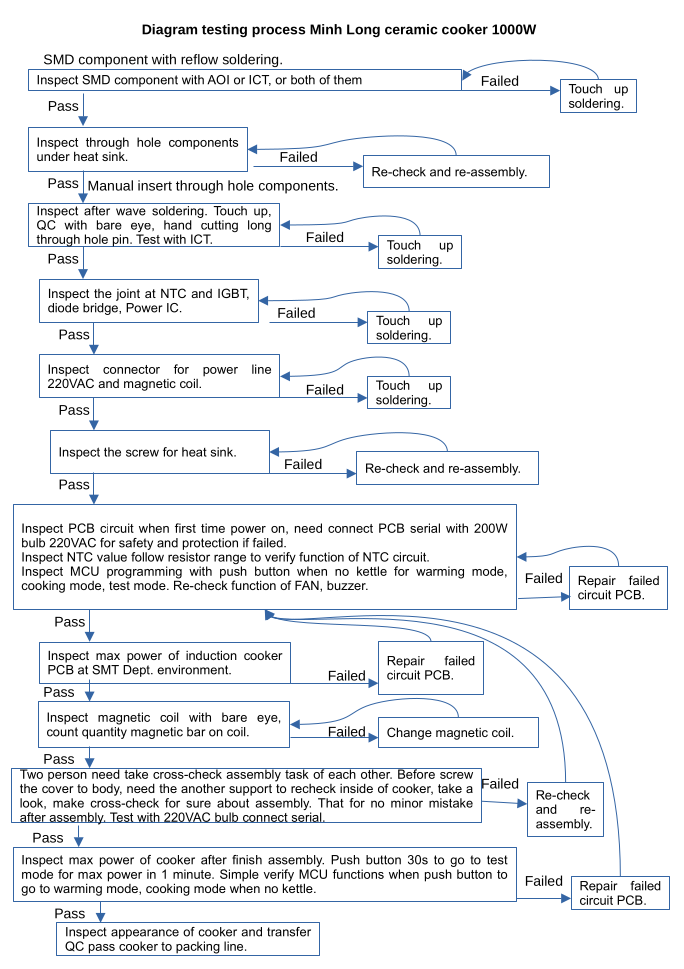 Diagram testing process Minh Long ceramic cooker 1000W
SMD component with reflow soldering.
Inspect SMD component with AOI or ICT, or both of them
Failed
Touch up
soldering.
Pass
Inspect through hole components
under heat sink.
Failed
Re-check and re-assembly.
Pass
Manual insert through hole components.
Inspect after wave soldering. Touch up,
QC with bare eye, hand cutting long
through hole pin. Test with ICT.
Failed
Touch up
soldering.
Pass
Inspect the joint at NTC and IGBT,
diode bridge, Power IC.
Failed
Touch up
soldering.
Pass
Inspect connector for power line
220VAC and magnetic coil.
Failed
Touch up
soldering.
Pass
Inspect the screw for heat sink.
Failed
Re-check and re-assembly.
Pass
Inspect PCB circuit when first time power on, need connect PCB serial with 200W
bulb 220VAC for safety and protection if failed.
Inspect NTC value follow resistor range to verify function of NTC circuit.
Inspect MCU programming with push button when no kettle for warming mode,
cooking mode, test mode. Re-check function of FAN, buzzer.
Failed
Repair failed
circuit PCB.
Pass
Inspect max power of induction cooker
PCB at SMT Dept. environment.
Failed
Repair failed
circuit PCB.
Pass
Inspect magnetic coil with bare eye,
count quantity magnetic bar on coil.
Failed
Change magnetic coil.
Pass
Two person need take cross-check assembly task of each other. Before screw
the cover to body, need the another support to recheck inside of cooker, take a
look, make cross-check for sure about assembly. That for no minor mistake
after assembly. Test with 220VAC bulb connect serial.
Failed
Re-check
and re-
assembly.
Pass
Inspect max power of cooker after finish assembly. Push button 30s to go to test
mode for max power in 1 minute. Simple verify MCU functions when push button to
go to warming mode, cooking mode when no kettle.
Failed
Repair failed
circuit PCB.
Pass
Inspect appearance of cooker and transfer
QC pass cooker to packing line.